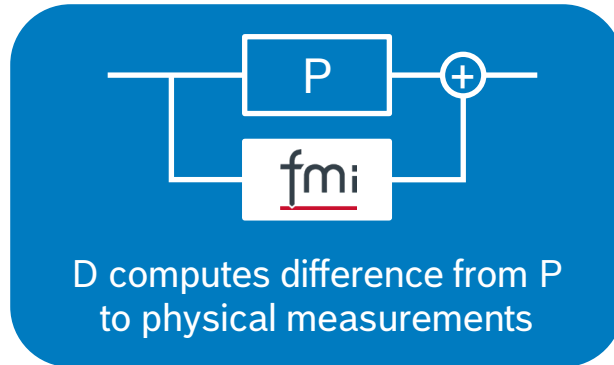 P
+
fmi
D computes difference from P
to physical measurements